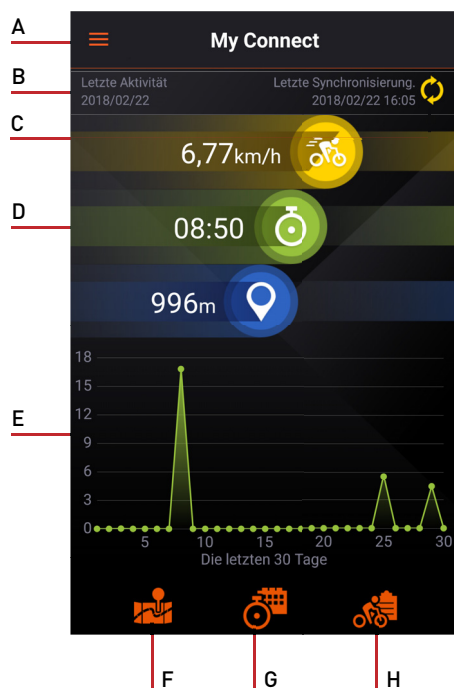 A
My Connect
B
Letzte Aktivität
2018/02/22
Letzte Synchronisierung.
2018/02/22 16:05
C
6,77km/h
D
08:50
996m
E
18
15
12
9
6
3
0
5 10 15 20 25 30
Die letzten 30 Tage
F G H